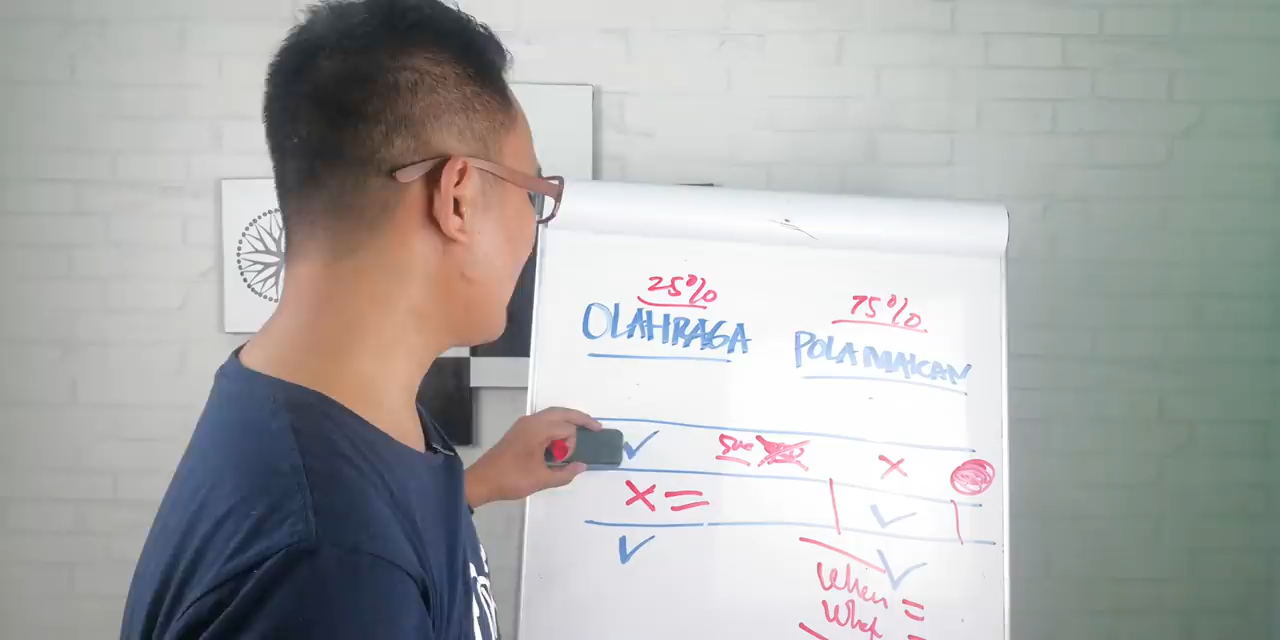 25% 75%
OLAHRAGA POLA MAKAN
When =
What =